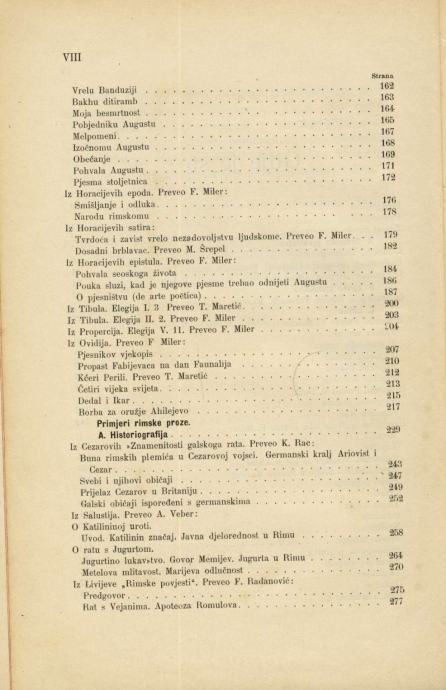 VIII
Strana
Vrelu Banduziji . . . . . . . . . . . . . . . . . . . . 162
Bakhu ditiramb . . . . . . . . . . . . . . . . . . . . 163
Moja besmrtnost . . . . . . . . . . . . . . . . . . . . 164
Pobjedniku Augustu . . . . . . . . . . . . . . . . . . . 165
Melpomeni . . . . . . . . . . . . . . . . . . . . . . 167
Izočnomu Augustu . . . . . . . . . . . . . . . . . . . 168
Obećanje . . . . . . . . . . . . . . . . . . . . . . 169
Pohvala Augustu . . . . . . . . . . . . . . . . . . . . 171
Pjesma stoljetnica . . . . . . . . . . . . . . . . . . . 172
Iz Horacijevih epoda. Preveo F. Miler:
Smišljanje i odluka . . . . . . . . . . . . . . . . . . . 176
Narodu rimskomu . . . . . . . . . . . . . . . . . . . 178
Iz Horacijevih satira:
Tvrdoća i zavist vrelo nezadovoljstvu ljudskome. Preveo F. Miler . . . 179
Dosadni brblavac. Preveo M. Šrepel . . . . . . . . . . . . 182
Iz Horacijevih epistula. Preveo F. Miler:
Pohvala seoskoga života . . . . . . . . . . . . . . . . . 184
Pouka sluzi, kad je njegove pjesme trebao odnijeti Augustu . . . . 186
O pjesništvu (de arte poëtica) . . . . . . . . . . . . . . 187
Iz Tibula. Elegija I. 3 Preveo T. Maretić . . . . . . . . . . . 200
Iz Tibula. Elegija II. 2. Preveo F. Miler . . . . . . . . . . . 203
Iz Propercija. Elegija V. 11. Preveo F. Miler . . . . . . . . . 204
Iz Ovidija. Preveo F Miler:
Pjesnikov vjekopis . . . . . . . . . . . . . . . . . . . 207
Propast Fabijevaca na dan Faunalija . . . . . . . . . . . . 210
Kćeri Perili. Preveo T. Maretić . . . . . . . . . . . . . . 212
Četiri vijeka svijeta . . . . . . . . . . . . . . . . . . . 213
Dedal i Ikar . . . . . . . . . . . . . . . . . . . . . 215
Borba za oružje Ahilejevo . . . . . . . . . . . . . . . . 217
Primjeri rimske proze.
A. Historiografija . . . . . . . . . . . . . . . . . . . 229
Iz Cezarovih »Znamenitosti galskoga rata. Preveo K. Rac:
Buna rimskih plemića u Cezarovoj vojsci. Germanski kralj Ariovist i
Cezar . . . . . . . . . . . . . . . . . . . . . . . 243
Svebi i njihovi običaji . . . . . . . . . . . . . . . . . . 247
Prijelaz Cezarov u Britaniju . . . . . . . . . . . . . . . 249
Galski običaji ispoređeni s germanskima . . . . . . . . . . 252
Iz Salustija. Preveo A. Veber:
O Katilininoj uroti.
Uvod. Katilinin značaj. Javna djelorednost u Rimu . . . . . . . 258
O ratu s Jugurtom.
Jugurtino lukavstvo. Govor Memijev. Jugurta u Rimu . . . . . . 264
Metelova mlitavost. Marijeva odlučnost . . . . . . . . . . . 270
Iz Livijeve „Rimske povjesti“. Preveo F. Radanović:
Predgovor . . . . . . . . . . . . . . . . . . . . . . 275
Rat s Vejanima. Apoteoza Romulova . . . . . . . . . . . . 277